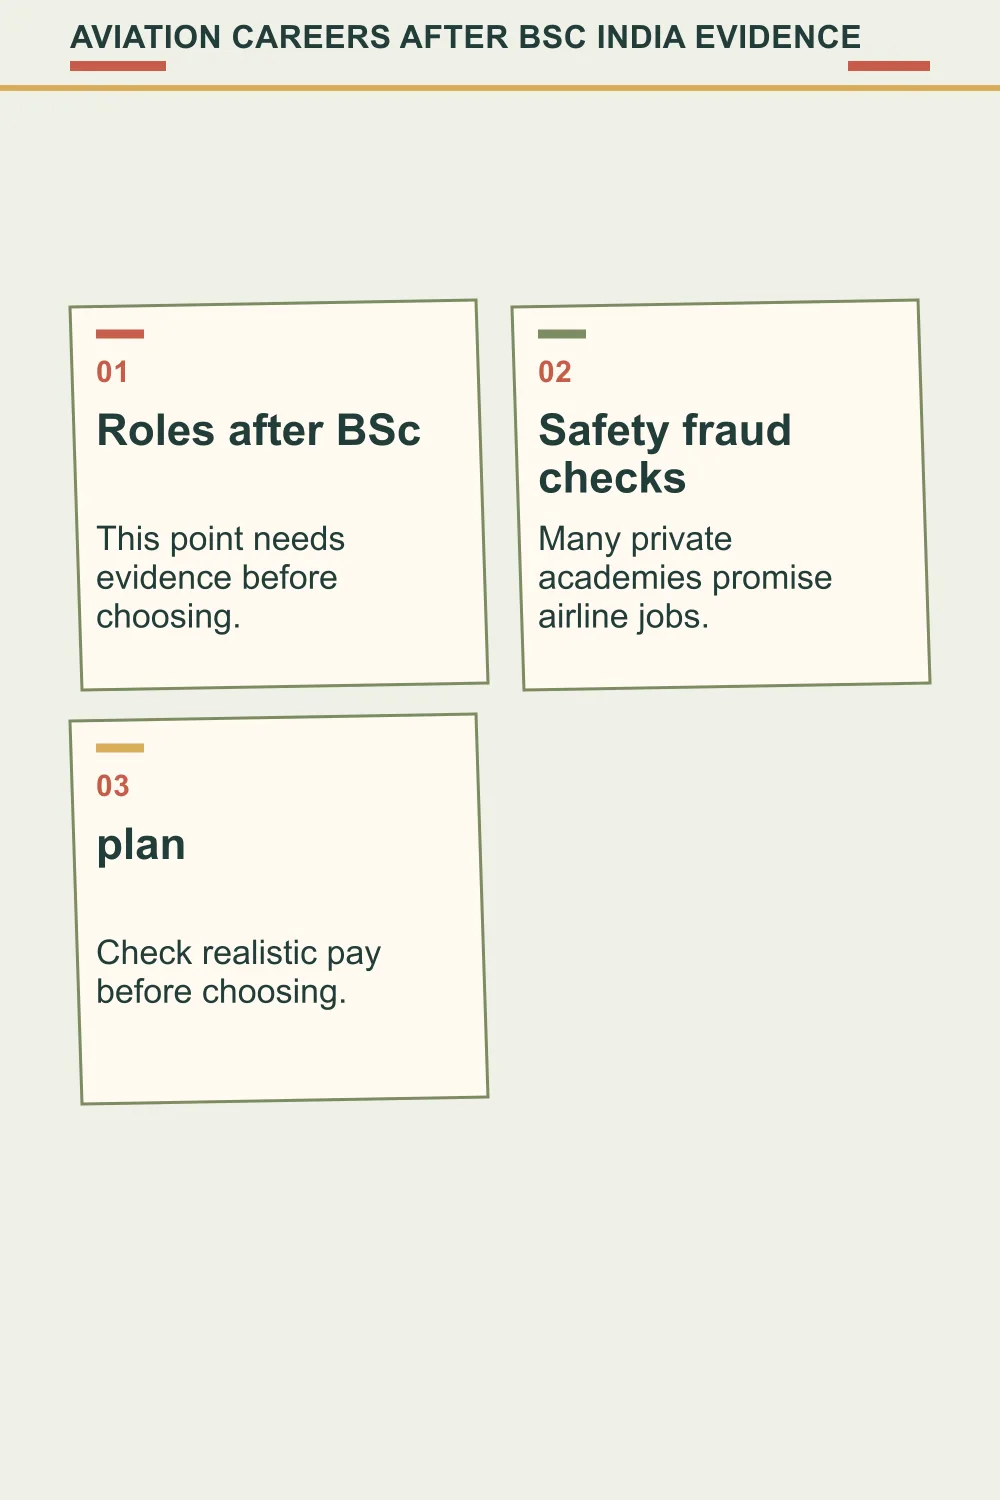 AVIATION CAREERS AFTER BSC INDIA EVIDENCE
01
Roles after BSc
This point needs
evidence before
choosing.
02
Safety fraud
checks
Many private
academies promise
airline jobs.
03
plan
Check realistic pay
before choosing.